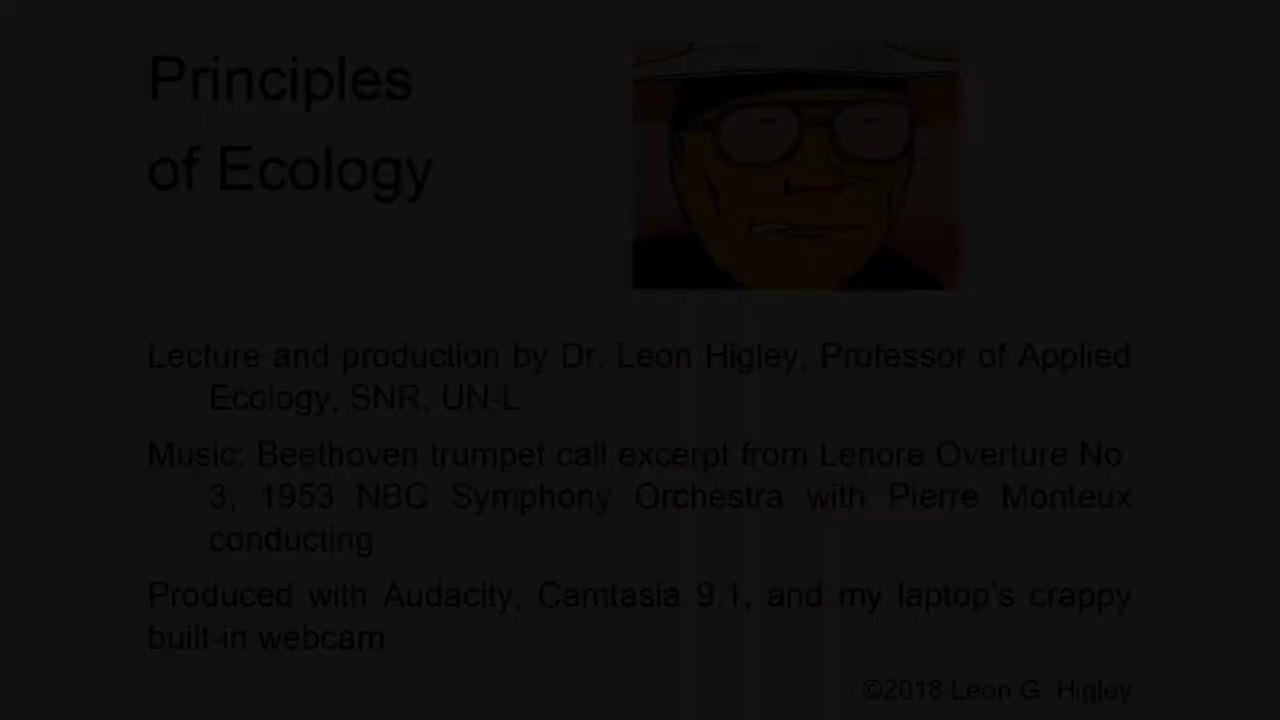 Principles
of Ecology
Lecture and production by Dr. Leon Higley, Professor of Applied
Ecology, SNR, UN-L
Music: Beethoven trumpet call excerpt from Lenore Overture No.
3, 1953 NBC Symphony Orchestra with Pierre Monteux
conducting
Produced with Audacity, Camtasia 9.1, and my laptop's crappy
built-in webcam
©2018 Leon G. Higley